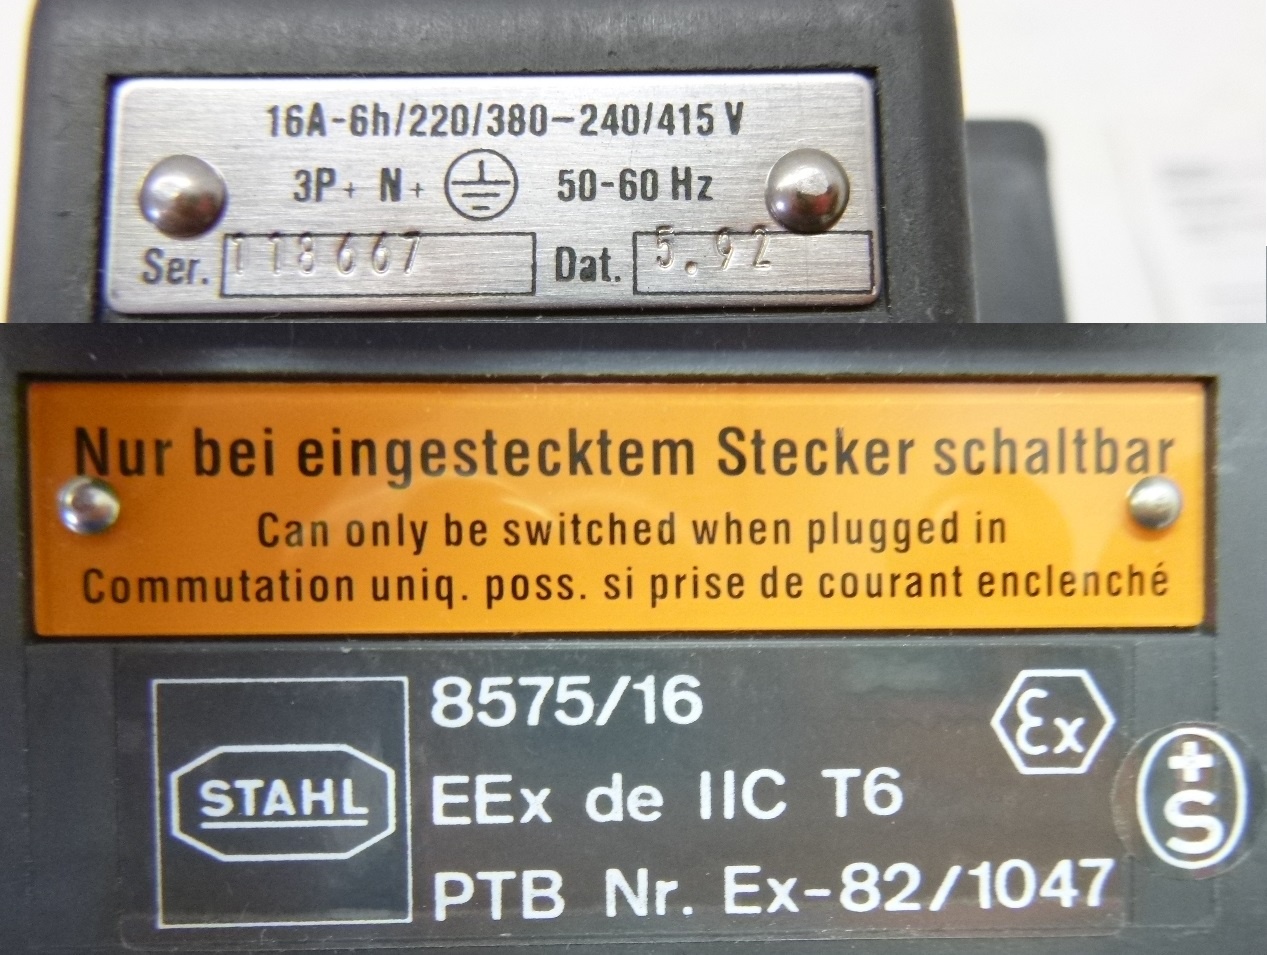 16A-6h/220/380-240/415 V
3P + N + 50-60 Hz
Ser. 118667 Dat. 5.92
Nur bei eingestecktem Stecker schaltbar
Can only be switched when plugged in
Commutation uniq. poss. si prise de courant enclenché
STAHL
8575/16
Ex
EEx de IIC T6
+S
PTB Nr. Ex-82/1047